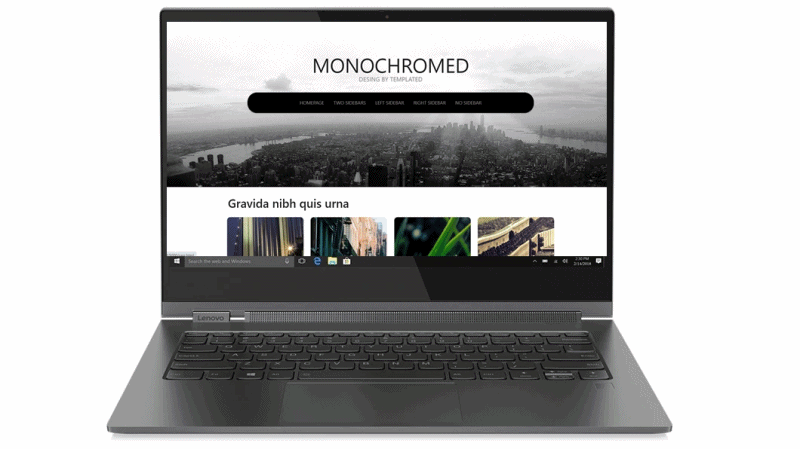 MONOCHROMED
DESING BY TEMPLATED
HOMEPAGE TWO SIDEBARS LEFT SIDEBAR RIGHT SIDEBAR NO SIDEBAR
Gravida nibh quis urna
Search the web and Windows
Lenovo